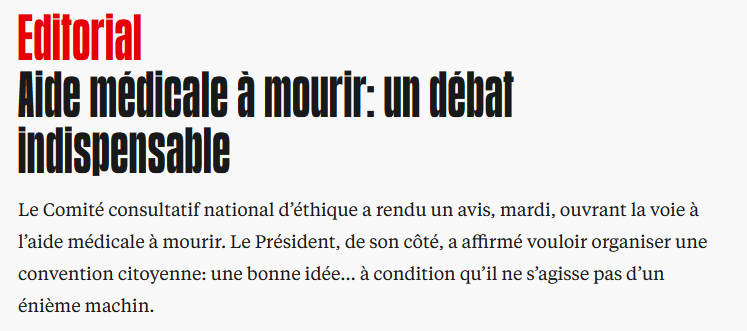 Editorial
Aide médicale à mourir: un débat
indispensable
Le Comité consultatif national d’éthique a rendu un avis, mardi, ouvrant la voie à
l’aide médicale à mourir. Le Président, de son côté, a affirmé vouloir organiser une
convention citoyenne: une bonne idée... à condition qu’il ne s’agisse pas d’un
énième machin.